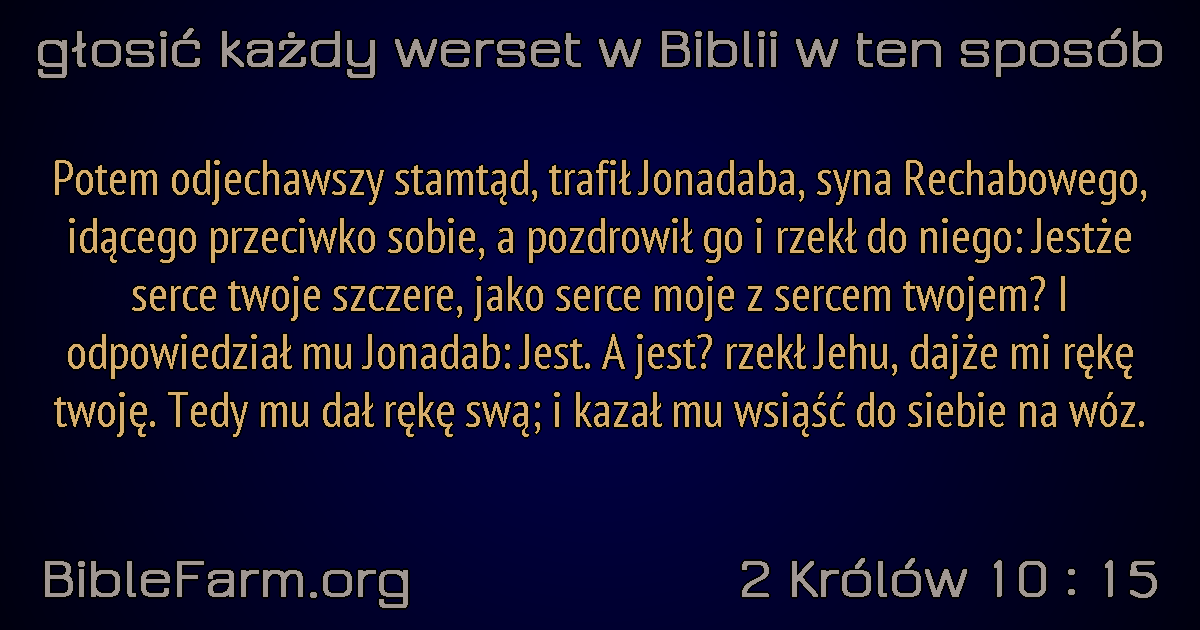 głosić każdy werset w Biblii w ten sposób
Potem odjechawszy stamtąd, trafił Jonadaba, syna Rechabowego,
idącego przeciwko sobie, a pozdrowił go i rzekł do niego: Jestże
serce twoje szczere, jako serce moje z sercem twojem? I
odpowiedział mu Jonadab: Jest. A jest? rzekł Jehu, dajże mi rękę
twoję. Tedy mu dał rękę swą; i kazał mu wsiąść do siebie na wóz.
BibleFarm.org
2 Królów 10 : 15